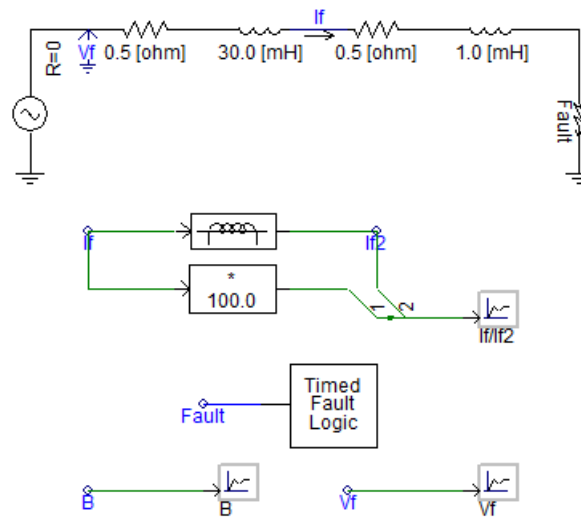 If
R=0
Vf
0.5 [ohm]
30.0 [mH]
0.5 [ohm]
1.0 [mH]
Fault
If
If2
*
100.0
1
2
If/If2
Timed
Fault
Logic
Fault
B
B
Vf
Vf